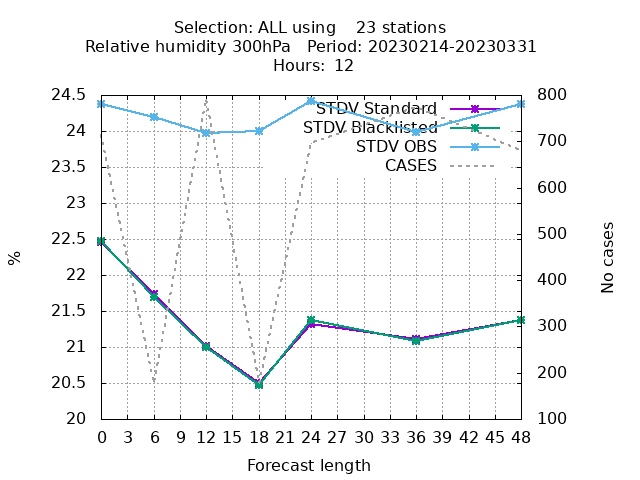 Selection: ALL using    23 stations
Relative humidity 300hPa   Period: 20230214-20230331
Hours: 12
STDV Standard
STDV Blacklisted
STDV OBS
CASES
24.5
24
23.5
23
22.5
22
21.5
21
20.5
20
%
800
700
600
500
400
300
200
100
No cases
0 3 6 9 12 15 18 21 24 27 30 33 36 39 42 45 48
Forecast length